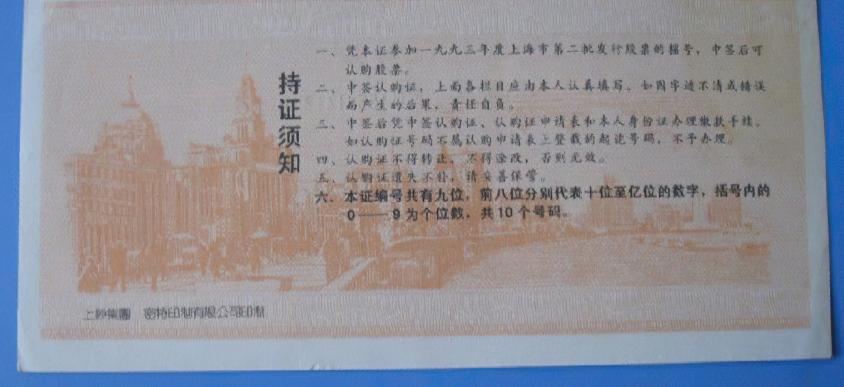 持证须知
一、凭本证参加一九九三年度上海市第二批发行股票的摇号，中签后可
认购股票。
二、中签认购证，上面各栏目应由本人认真填写。如因字迹不清或错误
而产生的后果，责任自负。
三、中签后凭中签认购证、认购证申请表和本人身份证办理缴款手续。
如认购证号码不属认购申请表上登载的起讫号码，不予办理。
四、认购证不得转让，不得涂改，否则无效。
五、认购证遗失不补，请妥善保管。
六、本证编号共有九位，前八位分别代表十位至亿位的数字，括号内的
0——9为个位数，共10个号码。
上钞集团 密特印制有限公司印制